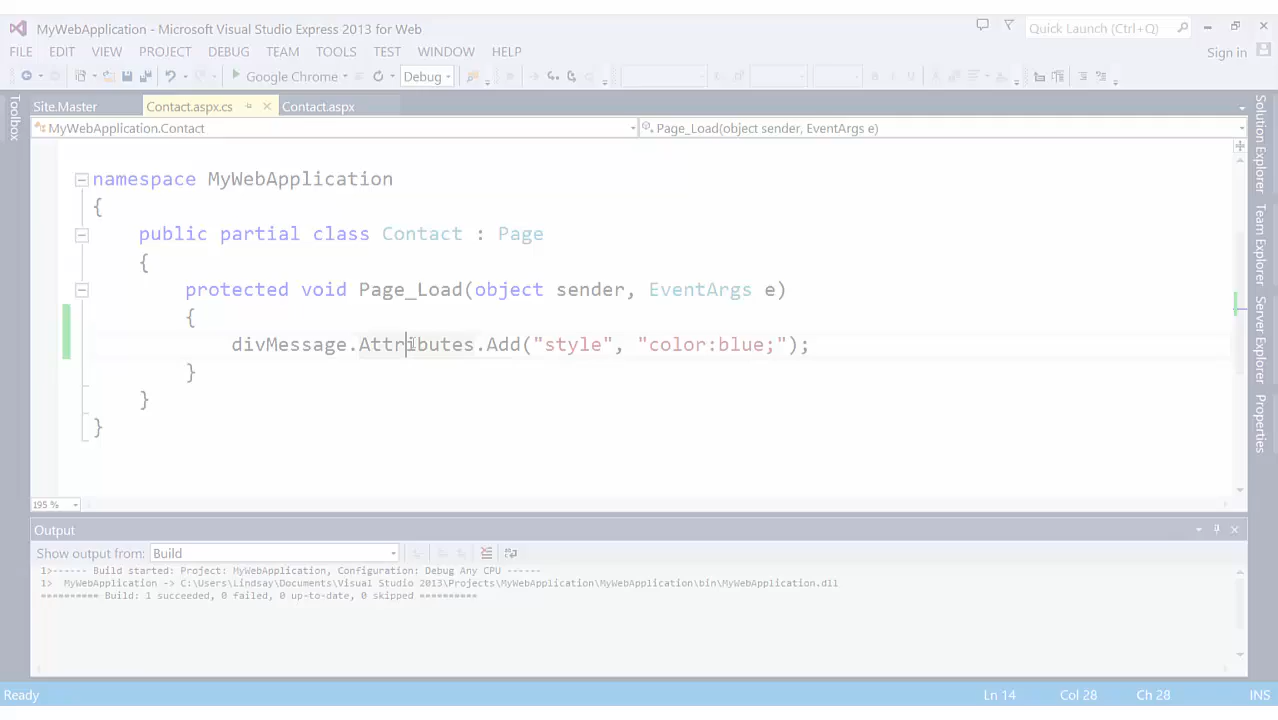 MyWebApplication - Microsoft Visual Studio Express 2013 for Web
Quick Launch (Ctrl+Q)
FILE EDIT VIEW PROJECT DEBUG TEAM TOOLS TEST WINDOW HELP
Sign in
Google Chrome Debug
Toolbox
Site.Master Contact.aspx.cs Contact.aspx
MyWebApplication.Contact Page_Load(object sender, EventArgs e)
namespace MyWebApplication
{
public partial class Contact : Page
{
protected void Page_Load(object sender, EventArgs e)
{
divMessage.Attributes.Add("style", "color:blue;");
}
}
}
195 %
Solution Explorer
Team Explorer
Server Explorer
Properties
Output
Show output from: Build
1>------ Build started: Project: MyWebApplication, Configuration: Debug Any CPU ------
1> MyWebApplication -> C:\Users\Lindsay\Documents\Visual Studio 2013\Projects\MyWebApplication\MyWebApplication\bin\MyWebApplication.dll
========== Build: 1 succeeded, 0 failed, 0 up-to-date, 0 skipped ==========
Ready Ln 14 Col 28 Ch 28 INS